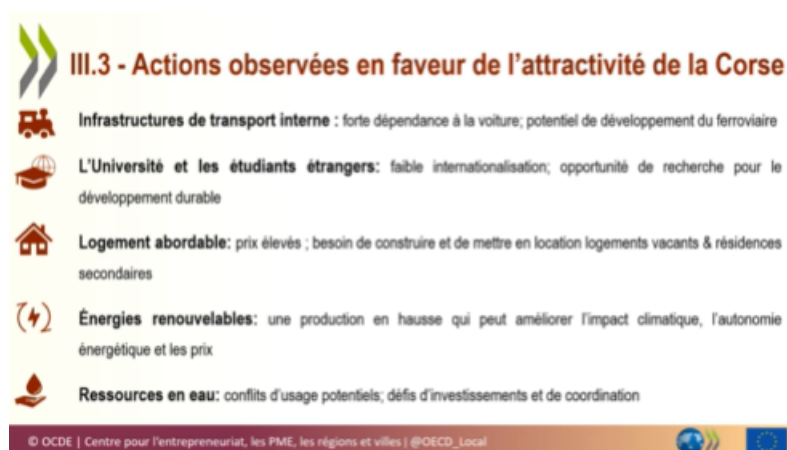 III.3 - Actions observées en faveur de l'attractivité de la Corse
Infrastructures de transport interne : forte dépendance à la voiture; potentiel de développement du ferroviaire
L'Université et les étudiants étrangers: faible internationalisation; opportunité de recherche pour le
développement durable
Logement abordable: prix élevés ; besoin de construire et de mettre en location logements vacants & résidences
secondaires
Énergies renouvelables: une production en hausse qui peut améliorer l'impact climatique, l'autonomie
énergétique et les prix
Ressources en eau: conflits d'usage potentiels; défis d'investissements et de coordination
© OCDE | Centre pour l'entrepreneuriat, les PME, les régions et villes | @OECD_Local